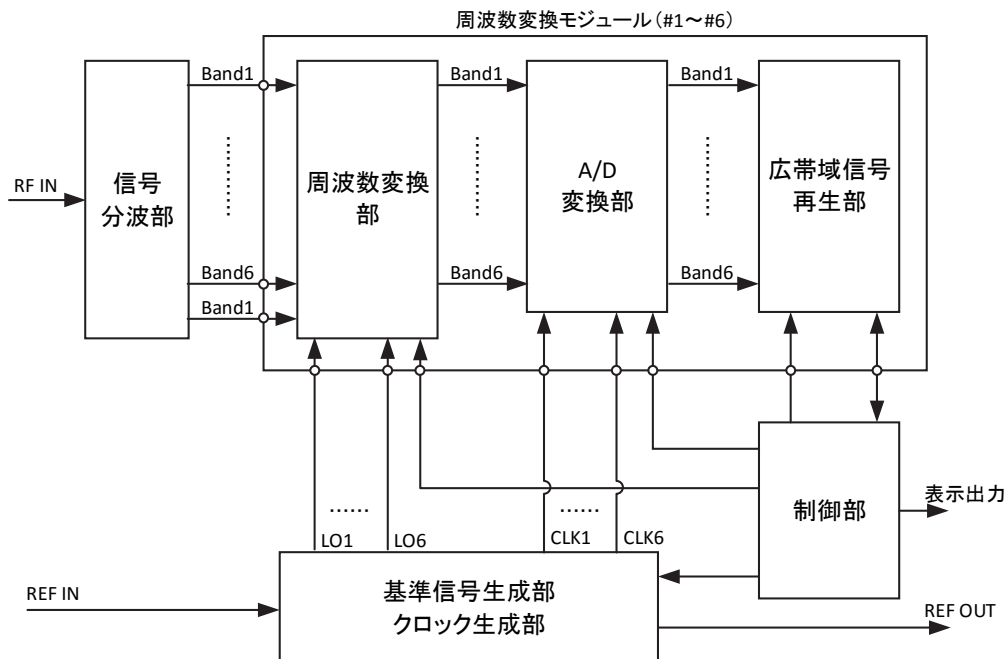 周波数変換モジュール（#1～#6）
Band1
Band1
Band1
RF IN
信号
分波部
周波数変換
部
A/D
変換部
広帯域信号
再生部
Band6
Band6
Band6
Band1
制御部
表示出力
……
……
LO1
LO6
CLK1
CLK6
REF IN
基準信号生成部
クロック生成部
REF OUT